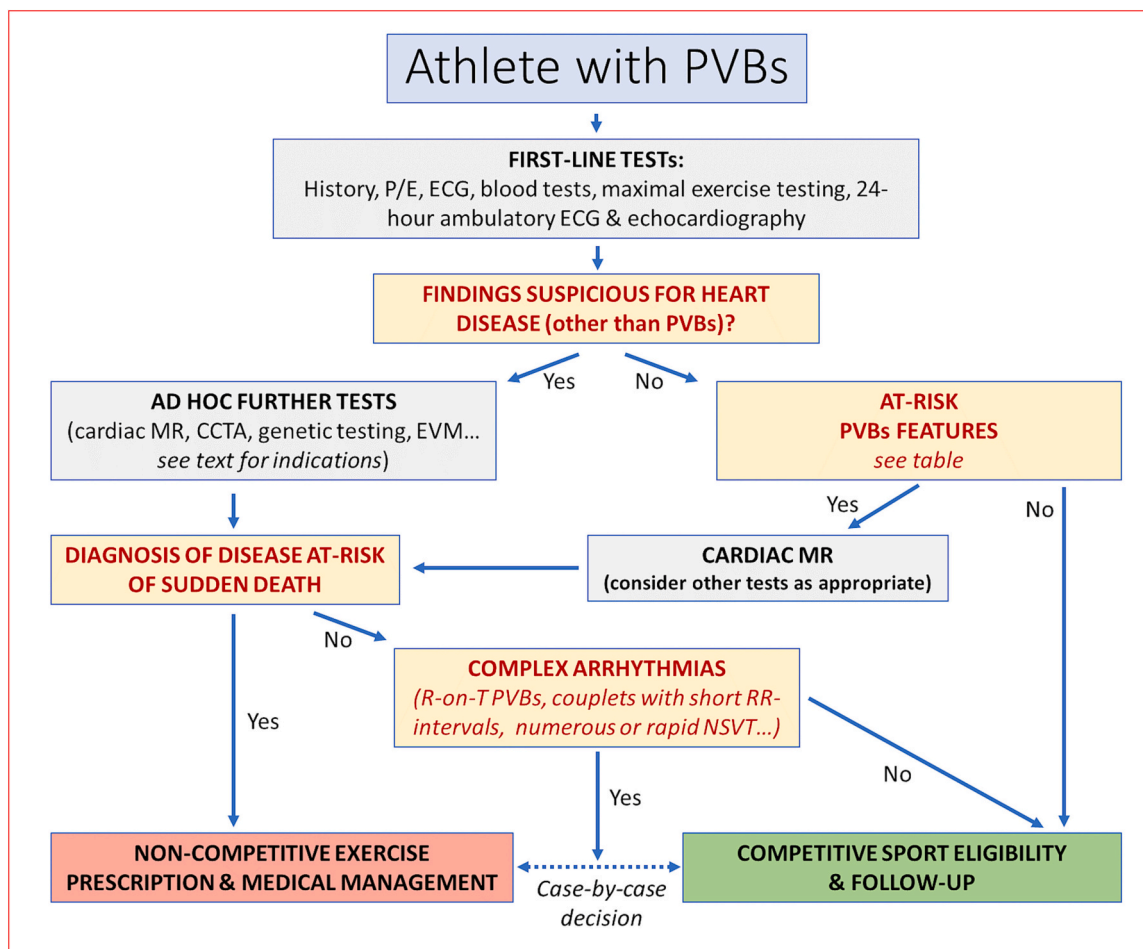 Athlete with PVBs
FIRST-LINE TESTs:
History, P/E, ECG, blood tests, maximal exercise testing, 24-
hour ambulatory ECG & echocardiography
FINDINGS SUSPICIOUS FOR HEART
DISEASE (other than PVBs)?
Yes
No
AD HOC FURTHER TESTS
(cardiac MR, CCTA, genetic testing, EVM...
see text for indications)
AT-RISK
PVBs FEATURES
see table
Yes
No
DIAGNOSIS OF DISEASE AT-RISK
OF SUDDEN DEATH
CARDIAC MR
(consider other tests as appropriate)
No
Yes
COMPLEX ARRHYTHMIAS
(R-on-T PVBs, couplets with short RR-
intervals, numerous or rapid NSVT...)
No
Yes
NON-COMPETITIVE EXERCISE
PRESCRIPTION & MEDICAL MANAGEMENT
Case-by-case
decision
COMPETITIVE SPORT ELIGIBILITY
& FOLLOW-UP